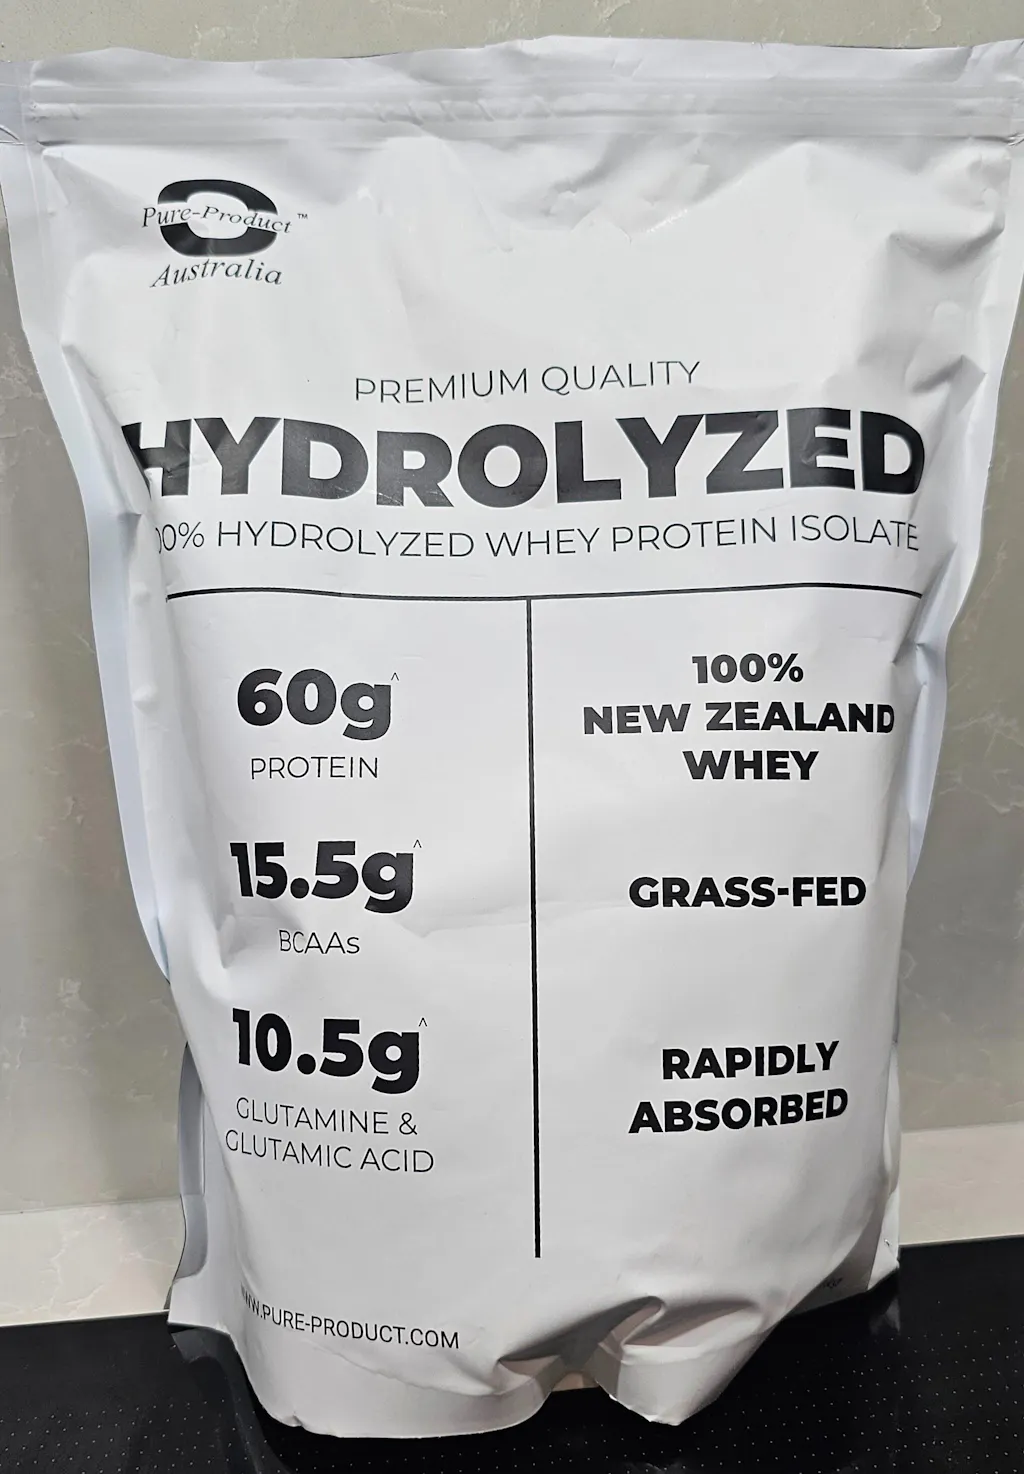 Pure-Product™
Australia
PREMIUM QUALITY
HYDROLYZED
00% HYDROLYZED WHEY PROTEIN ISOLATE
60g^
PROTEIN
15.5g^
BCAAs
10.5g^
GLUTAMINE &
GLUTAMIC ACID
100%
NEW ZEALAND
WHEY
GRASS-FED
RAPIDLY
ABSORBED
WWW.PURE-PRODUCT.COM